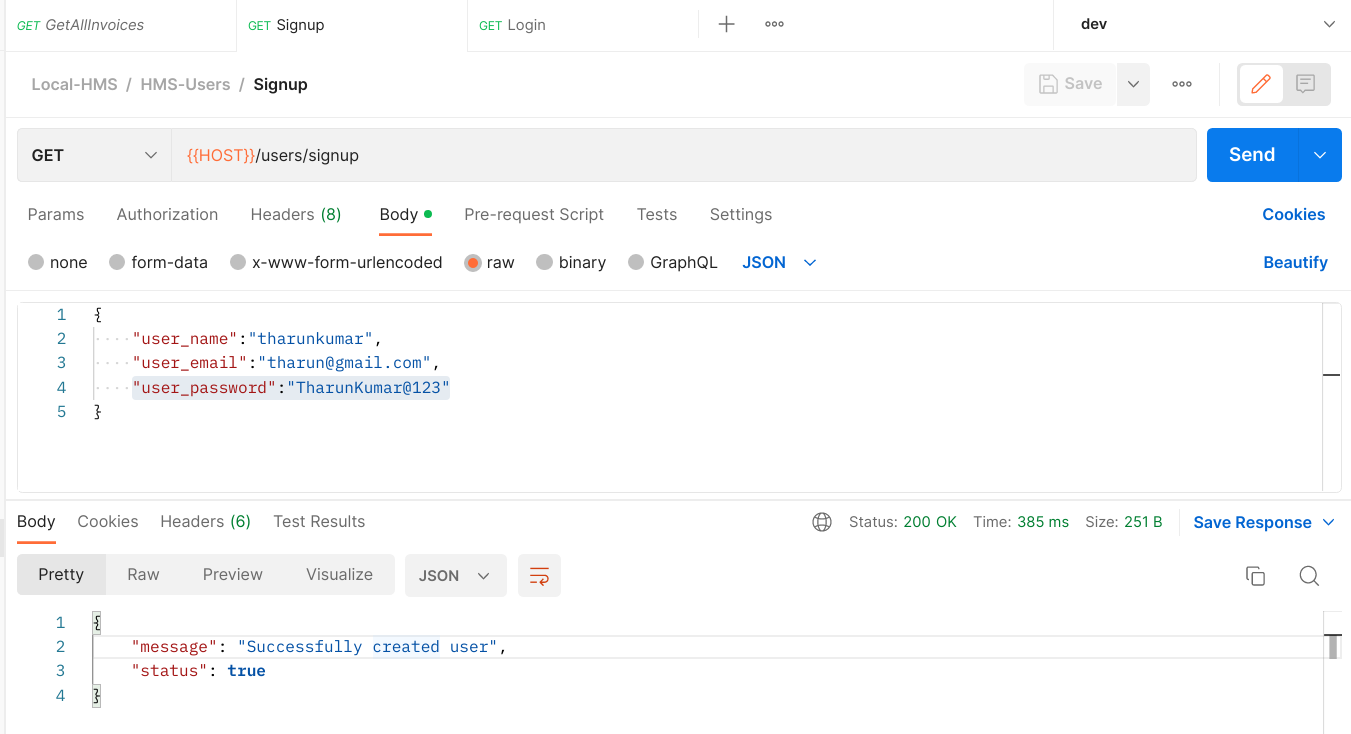 GET GetAllInvoices GET Signup GET Login dev
Local-HMS / HMS-Users / Signup Save
GET {{HOST}}/users/signup Send
Params Authorization Headers (8) Body Pre-request Script Tests Settings Cookies
none form-data x-www-form-urlencoded raw binary GraphQL JSON Beautify
1 {
2 ····"user_name":"tharunkumar",
3 ····"user_email":"tharun@gmail.com",
4 ····"user_password":"TharunKumar@123"
5 }
Body Cookies Headers (6) Test Results Status: 200 OK Time: 385 ms Size: 251 B Save Response
Pretty Raw Preview Visualize JSON
1 {
2 "message": "Successfully created user",
3 "status": true
4 }